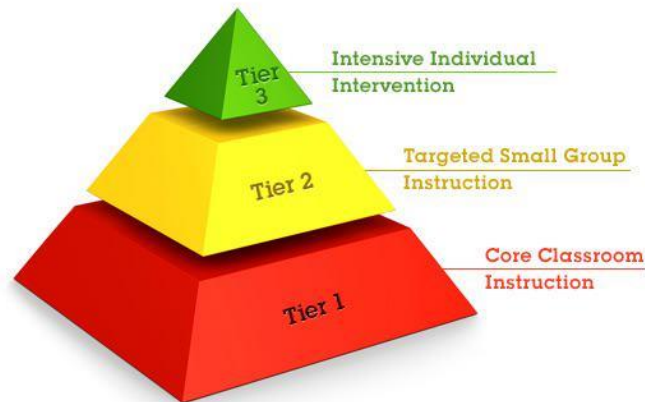 Tier
3
Intensive Individual
Intervention
Tier 2
Targeted Small Group
Instruction
Tier 1
Core Classroom
Instruction